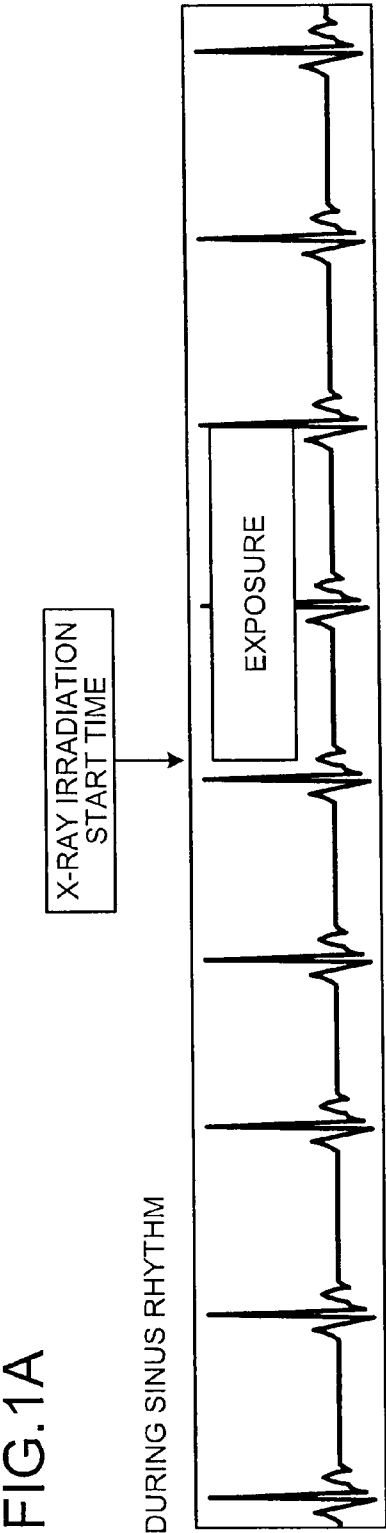 FIG.1A
DURING SINUS RHYTHM
X-RAY IRRADIATION
START TIME
EXPOSURE